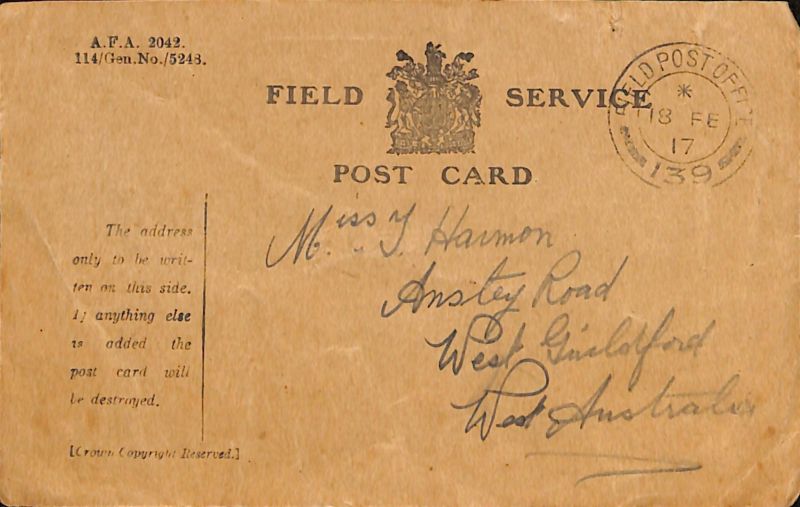 A.F.A. 2042.
114/Gen.No./5248.
FIELD SERVICE
POST CARD
FIELD POST OFFICE
*
18 FE
17
139
The address
only to be writ-
ten on this side.
If anything else
is added the
post card will
be destroyed.
[Crown Copyright Reserved.]
Miss Harmon
Anstey Road
West Guildford
West Australia